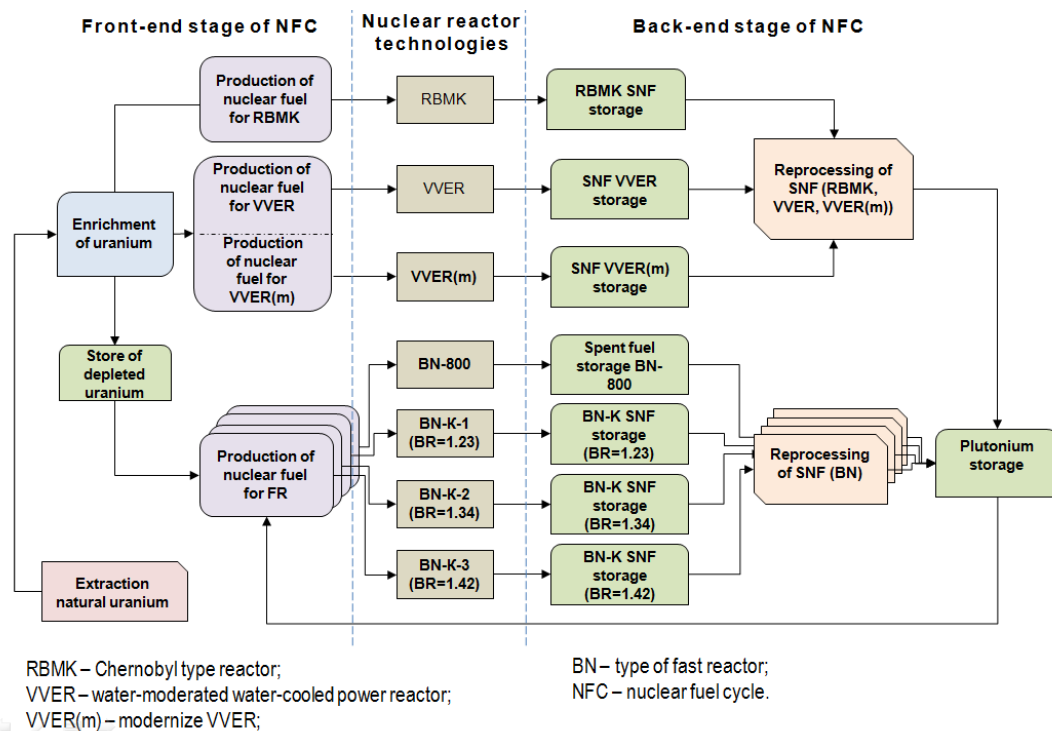 Front-end stage of NFC
Nuclear reactor
technologies
Back-end stage of NFC
Production of
nuclear fuel
for RBMK
RBMK
RBMK SNF
storage
Production of
nuclear fuel
for VVER
VVER
SNF VVER
storage
Reprocessing of
SNF (RBMK,
VVER, VVER(m))
Enrichment
of uranium
Production
of nuclear
fuel for
VVER(m)
VVER(m)
SNF VVER(m)
storage
Store of
depleted
uranium
BN-800
Spent fuel
storage BN-
800
Production of
nuclear fuel
for FR
BN-K-1
(BR=1.23)
BN-K SNF
storage
(BR=1.23)
Reprocessing
of SNF (BN)
Plutonium
storage
BN-K-2
(BR=1.34)
BN-K SNF
storage
(BR=1.34)
Extraction
natural uranium
BN-K-3
(BR=1.42)
BN-K SNF
storage
(BR=1.42)
RBMK – Chernobyl type reactor;
VVER – water-moderated water-cooled power reactor;
VVER(m) – modernize VVER;
BN – type of fast reactor;
NFC – nuclear fuel cycle.